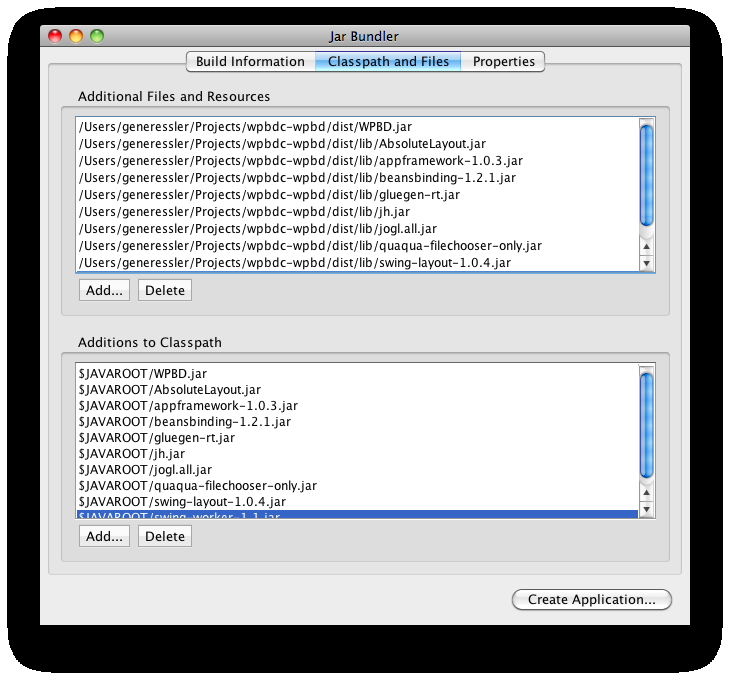 Jar Bundler
Build Information Classpath and Files Properties
Additional Files and Resources
/Users/generessler/Projects/wpbdc-wpbd/dist/WPBD.jar
/Users/generessler/Projects/wpbdc-wpbd/dist/lib/AbsoluteLayout.jar
/Users/generessler/Projects/wpbdc-wpbd/dist/lib/appframework-1.0.3.jar
/Users/generessler/Projects/wpbdc-wpbd/dist/lib/beansbinding-1.2.1.jar
/Users/generessler/Projects/wpbdc-wpbd/dist/lib/gluegen-rt.jar
/Users/generessler/Projects/wpbdc-wpbd/dist/lib/jh.jar
/Users/generessler/Projects/wpbdc-wpbd/dist/lib/jogl.all.jar
/Users/generessler/Projects/wpbdc-wpbd/dist/lib/quaqua-filechooser-only.jar
/Users/generessler/Projects/wpbdc-wpbd/dist/lib/swing-layout-1.0.4.jar
Add... Delete
Additions to Classpath
$JAVAROOT/WPBD.jar
$JAVAROOT/AbsoluteLayout.jar
$JAVAROOT/appframework-1.0.3.jar
$JAVAROOT/beansbinding-1.2.1.jar
$JAVAROOT/gluegen-rt.jar
$JAVAROOT/jh.jar
$JAVAROOT/jogl.all.jar
$JAVAROOT/quaqua-filechooser-only.jar
$JAVAROOT/swing-layout-1.0.4.jar
$JAVAROOT/swing-worker-1.1.jar
Add... Delete
Create Application...